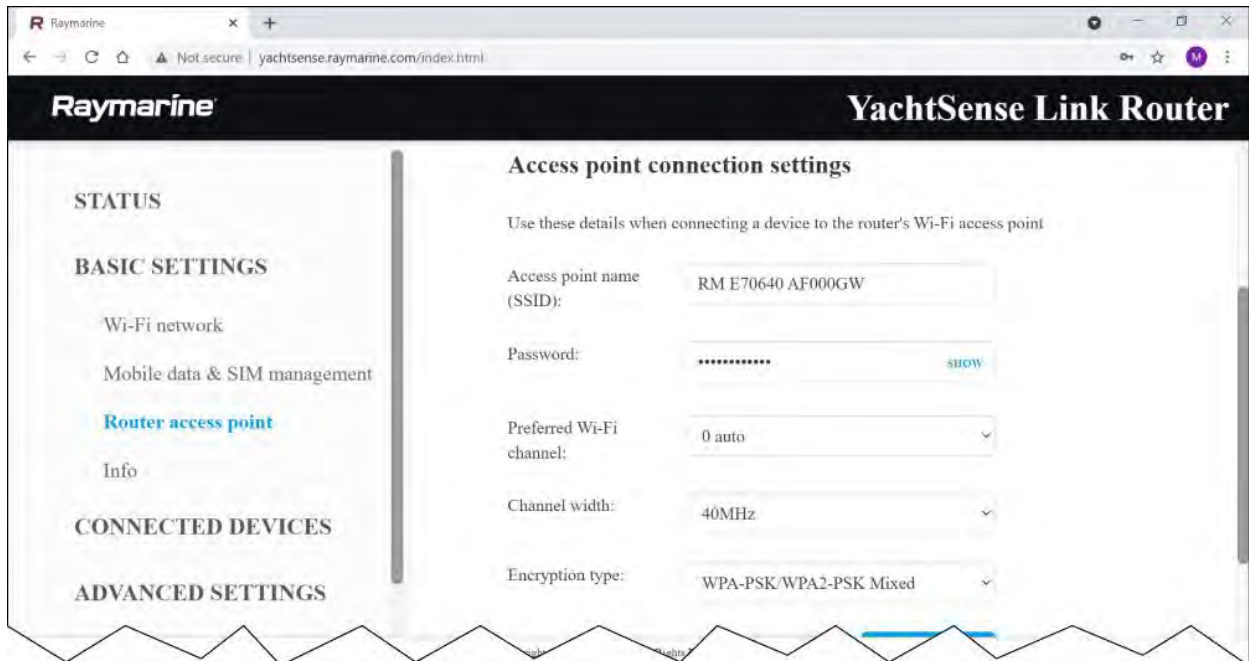 Raymarine
Not secure | yachtsense.raymarine.com/index.html
M
Raymarine
YachtSense Link Router
STATUS
BASIC SETTINGS
Wi-Fi network
Mobile data & SIM management
Router access point
Info
CONNECTED DEVICES
ADVANCED SETTINGS
Access point connection settings
Use these details when connecting a device to the router's Wi-Fi access point
Access point name
(SSID):
RM E70640 AF000GW
Password:
••••••••••••
SHOW
Preferred Wi-Fi
channel:
0 auto
Channel width:
40MHz
Encryption type:
WPA-PSK/WPA2-PSK Mixed